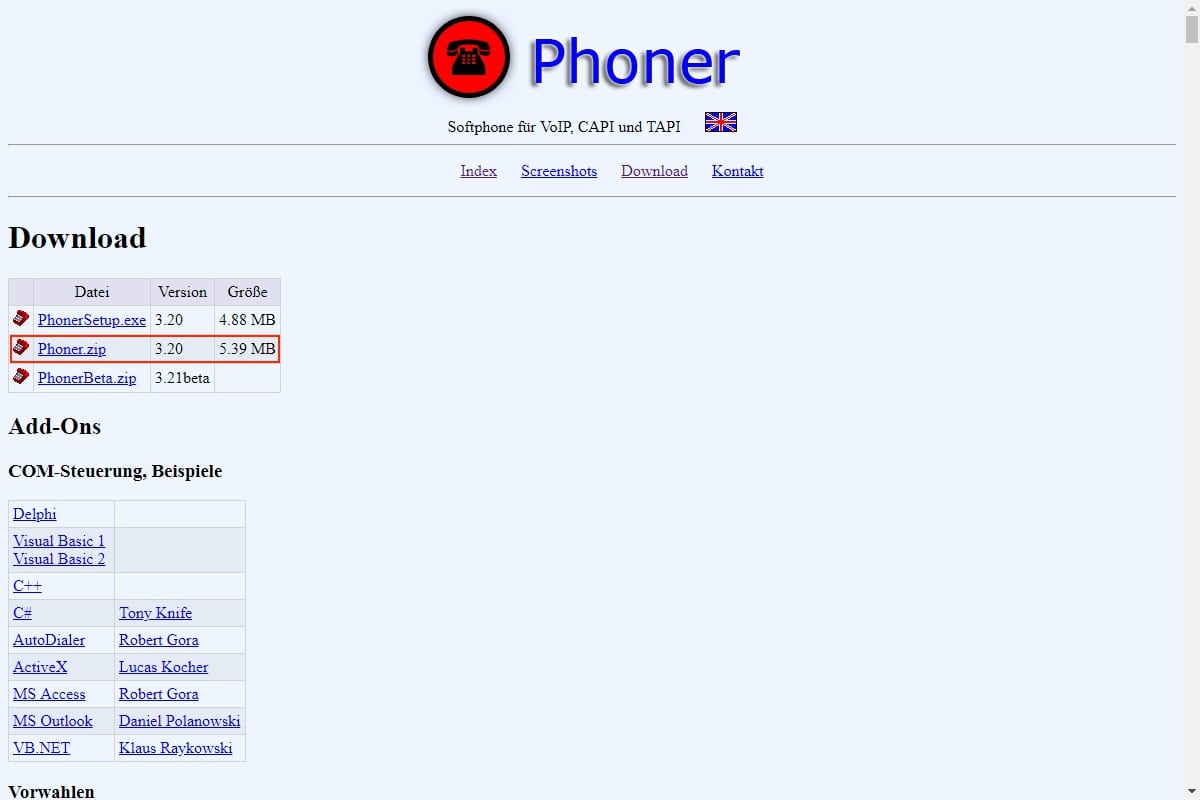 Phoner
Softphone für VoIP, CAPI und TAPI
Index Screenshots Download Kontakt
Download
Datei Version Größe
PhonerSetup.exe 3.20 4.88 MB
Phoner.zip 3.20 5.39 MB
PhonerBeta.zip 3.21beta
Add-Ons
COM-Steuerung, Beispiele
Delphi
Visual Basic 1
Visual Basic 2
C++
C# Tony Knife
AutoDialer Robert Gora
ActiveX Lucas Kocher
MS Access Robert Gora
MS Outlook Daniel Polanowski
VB.NET Klaus Raykowski
Vorwahlen